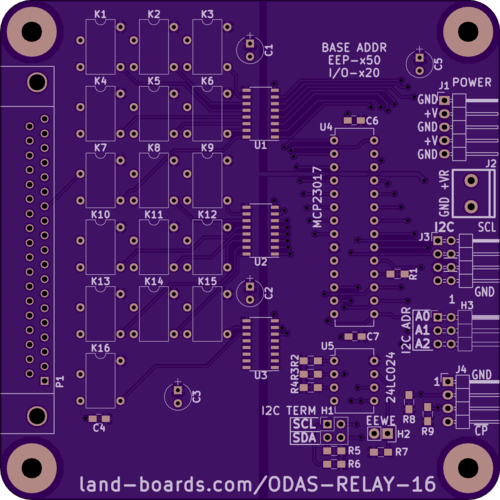 K1 K2 K3
C1
BASE ADDR
EEP-x50
I/O-x20
C5
K4 K5 K6
J1 POWER
GND
+V
GND
+V
GND
U4 C6
U1
K7 K8 K9
MCP23017
J2
+VR
GND
SCL
K10 K11 K12
I2C
J3
U2
R1
GND
K13 K14 K15
C2
1 H3
I2C ADR
A0
A1
A2
C7
U3
U5
K16
P1
R4R3R2
24LC024
J4
1 GND
C3
C4
I2C TERM H1
SCL
SDA
EEWE
H2
R8
R9
CP
R5
R6
R7
land-boards.com/ODAS-RELAY-16